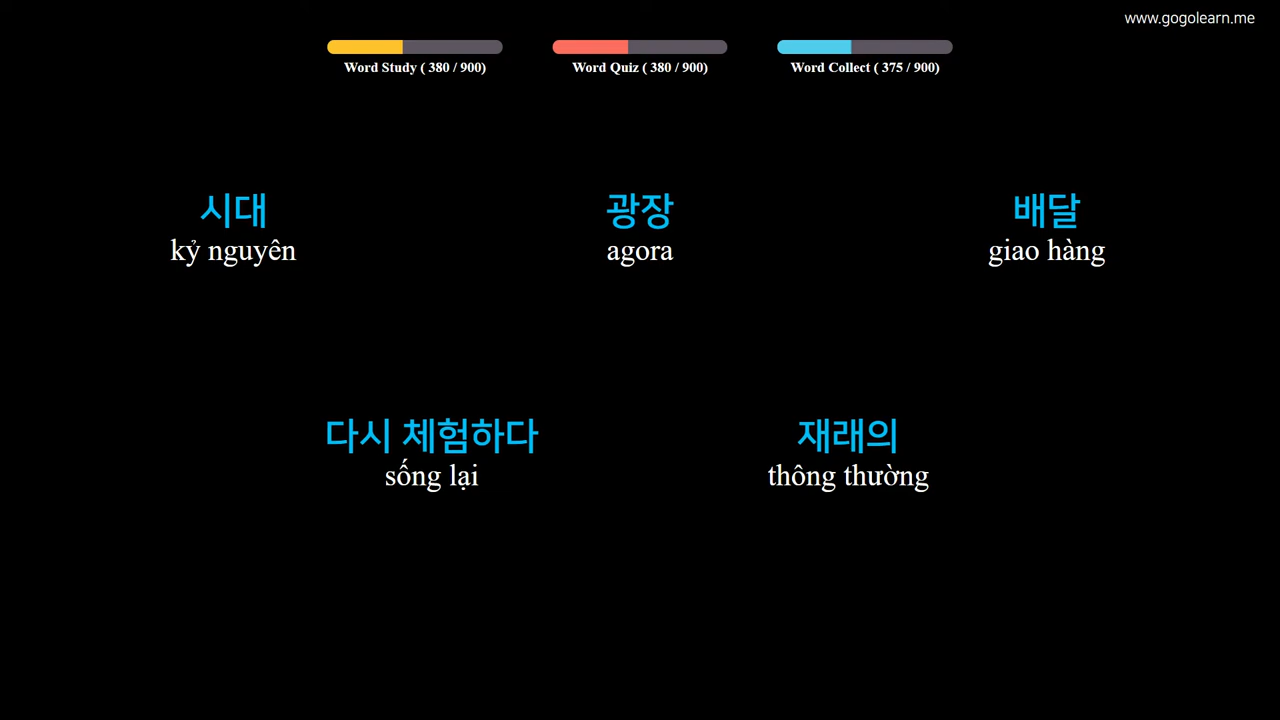 www.gogolearn.me
Word Study ( 380 / 900)
Word Quiz ( 380 / 900)
Word Collect ( 375 / 900)
시대
kỷ nguyên
광장
agora
배달
giao hàng
다시 체험하다
sống lại
재래의
thông thường